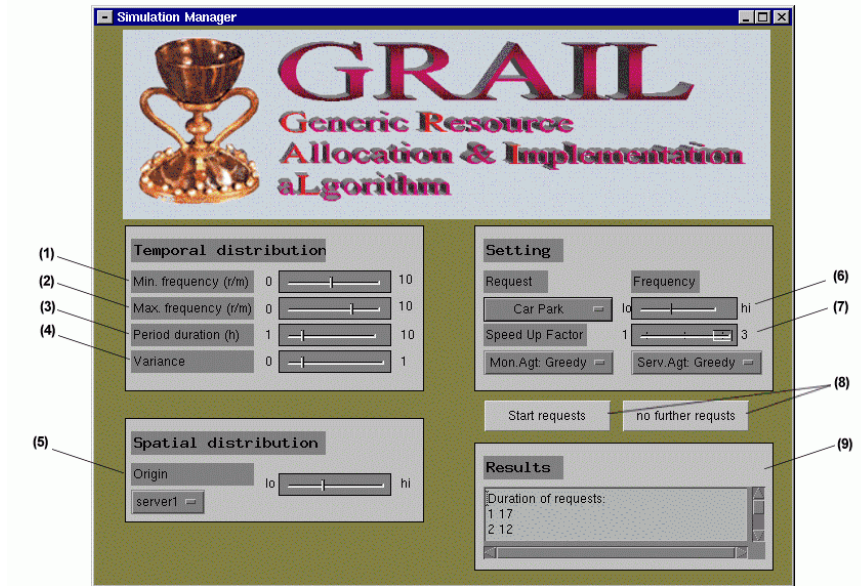 Simulation Manager
GRAIL
Generic Resource
Allocation & Implementation
aLgorithm
Temporal distribution
(1)
Min. frequency (r/m) 0 10
(2)
Max. frequency (r/m) 0 10
(3)
Period duration (h) 1 10
(4)
Variance 0 1
(5)
Spatial distribution
Origin
lo hi
server1
Setting
Request Frequency
(6)
Car Park lo hi
(7)
Speed Up Factor 1 3
Mon.Agt: Greedy Serv.Agt: Greedy
(8)
Start requests no further requsts
(9)
Results
Duration of requests:
1 17
2 12